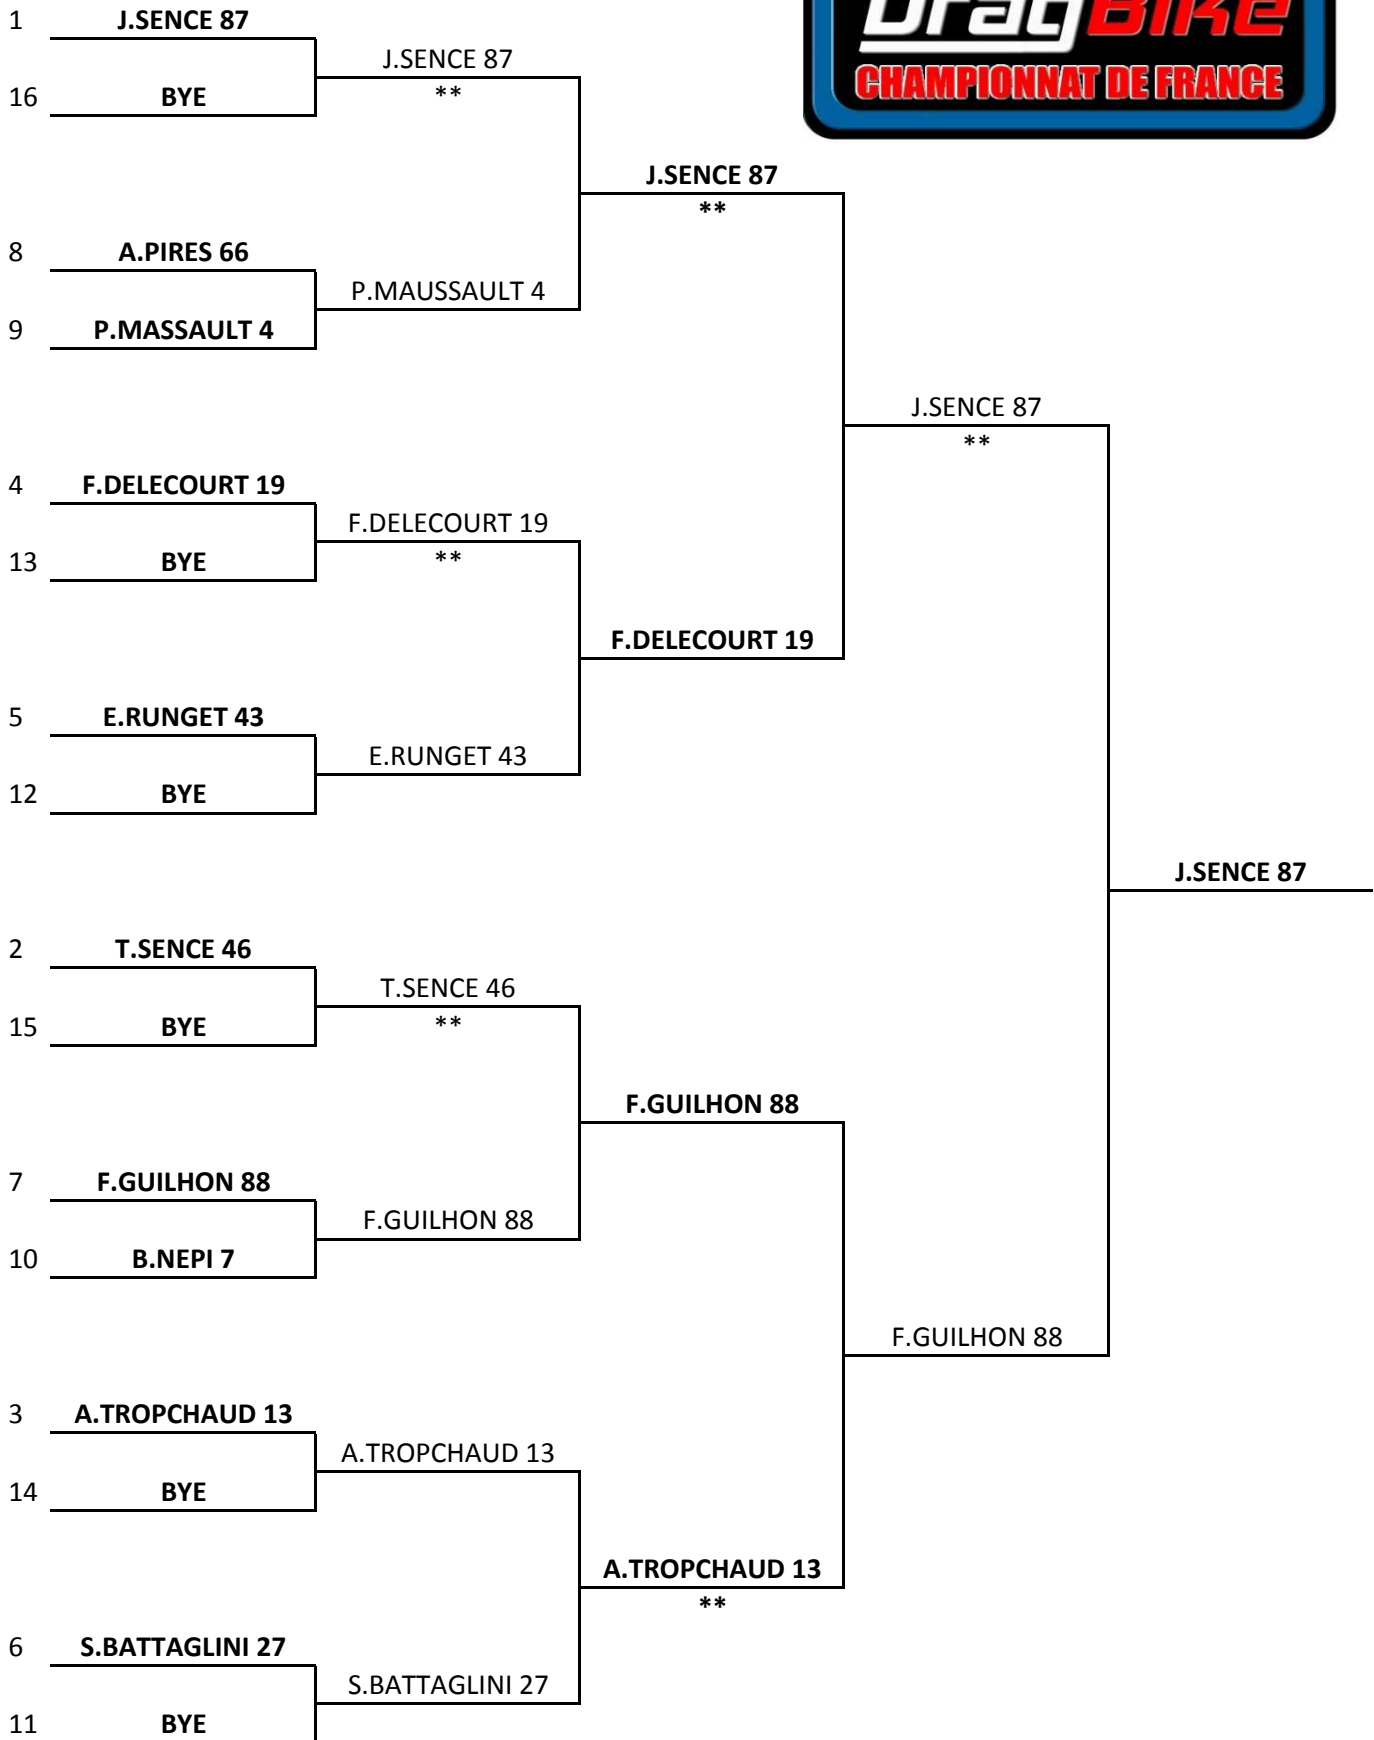 DragBike
CHAMPIONNAT DE FRANCE
1 J.SENCE 87
J.SENCE 87
**
16 BYE
J.SENCE 87
**
8 A.PIRES 66
P.MAUSSAULT 4
9 P.MASSAULT 4
J.SENCE 87
**
4 F.DELECOURT 19
F.DELECOURT 19
**
13 BYE
F.DELECOURT 19
5 E.RUNGET 43
E.RUNGET 43
12 BYE
J.SENCE 87
2 T.SENCE 46
T.SENCE 46
**
15 BYE
F.GUILHON 88
7 F.GUILHON 88
F.GUILHON 88
10 B.NEPI 7
F.GUILHON 88
3 A.TROPCHAUD 13
A.TROPCHAUD 13
14 BYE
A.TROPCHAUD 13
**
6 S.BATTAGLINI 27
S.BATTAGLINI 27
11 BYE